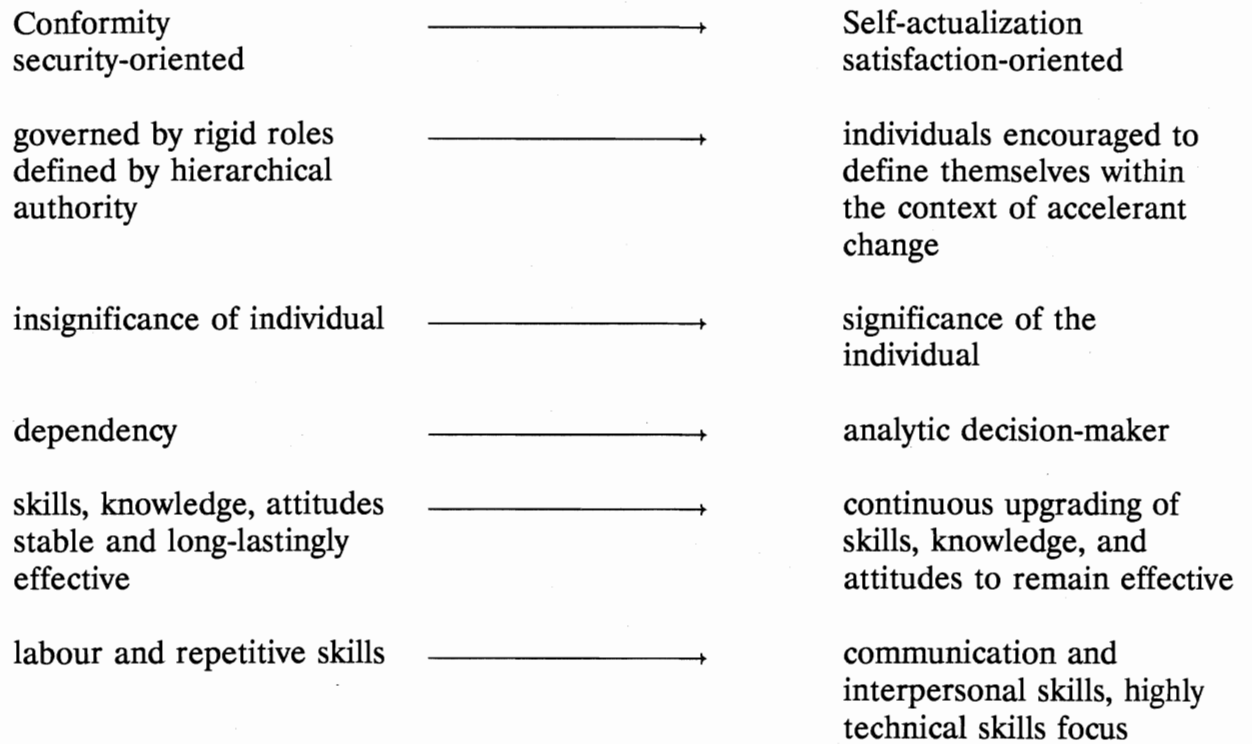 Conformity
security-oriented
Self-actualization
satisfaction-oriented
governed by rigid roles
defined by hierarchical
authority
individuals encouraged to
define themselves within
the context of accelerant
change
insignificance of individual
significance of the
individual
dependency
analytic decision-maker
skills, knowledge, attitudes
stable and long-lastingly
effective
continuous upgrading of
skills, knowledge, and
attitudes to remain effective
labour and repetitive skills
communication and
interpersonal skills, highly
technical skills focus